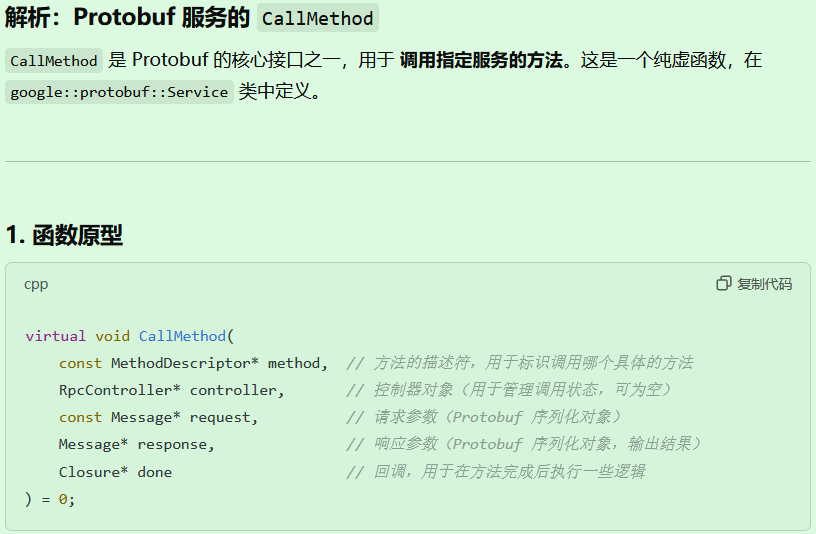 解析：Protobuf 服务的 CallMethod
CallMethod 是 Protobuf 的核心接口之一，用于 调用指定服务的方法。这是一个纯虚函数，在
google::protobuf::Service 类中定义。
1. 函数原型
cpp 复制代码
virtual void CallMethod(
    const MethodDescriptor* method,  // 方法的描述符，用于标识调用哪个具体的方法
    RpcController* controller,       // 控制器对象（用于管理调用状态，可为空）
    const Message* request,          // 请求参数（Protobuf 序列化对象）
    Message* response,               // 响应参数（Protobuf 序列化对象，输出结果）
    Closure* done                    // 回调，用于在方法完成后执行一些逻辑
) = 0;